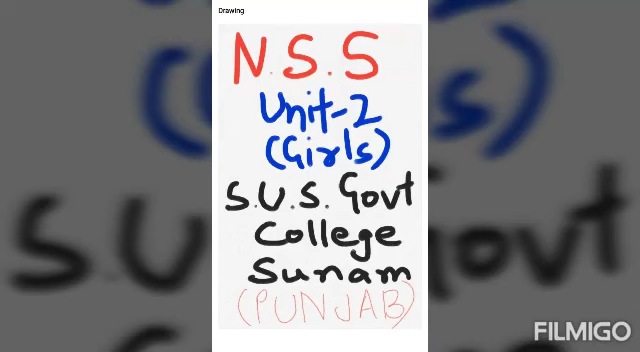 Drawing
N.S.S
Unit-2
(Girls)
S.U.S. Govt
College
Sunam
(PUNJAB)
FILMIGO